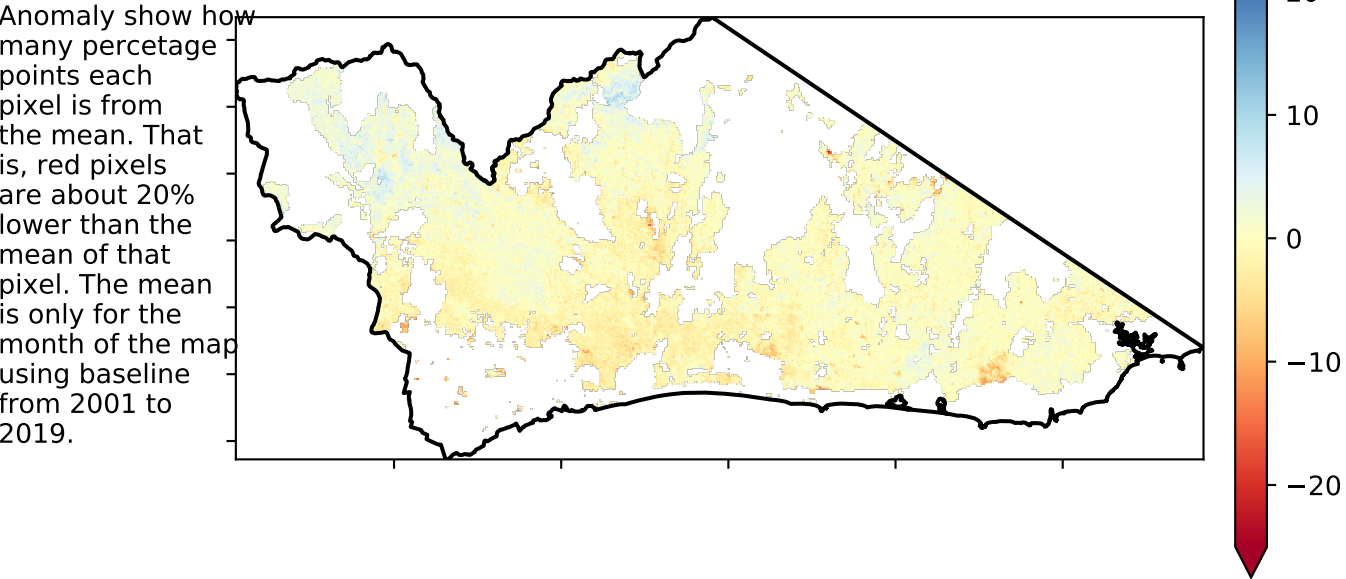 Anomaly show how
many percetage
points each
pixel is from
the mean. That
is, red pixels
are about 20%
lower than the
mean of that
pixel. The mean
is only for the
month of the map
using baseline
from 2001 to
2019.
10
0
−10
−20